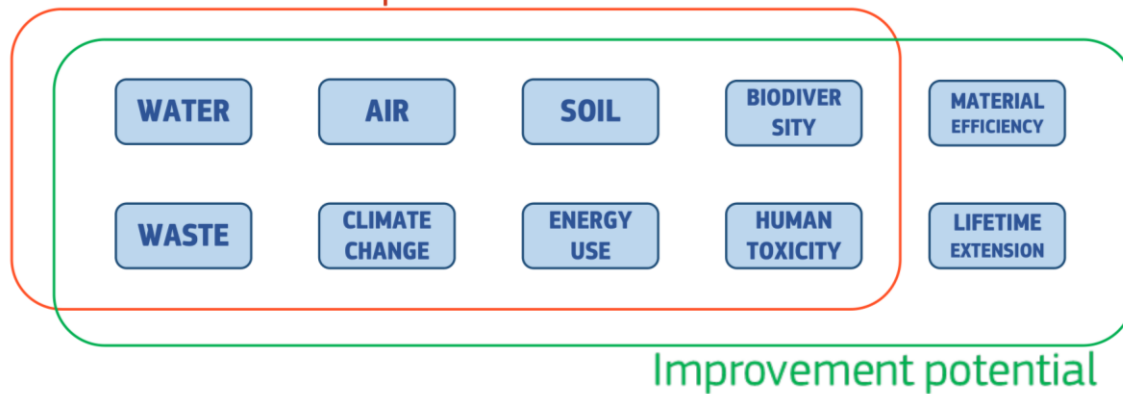 WATER
AIR
SOIL
BIODIVER
SITY
MATERIAL
EFFICIENCY
WASTE
CLIMATE
CHANGE
ENERGY
USE
HUMAN
TOXICITY
LIFETIME
EXTENSION
Improvement potential